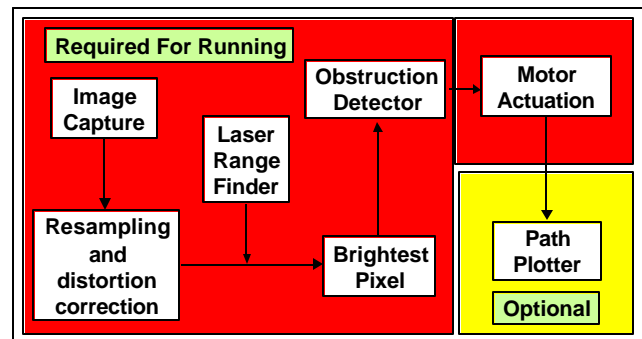 Required For Running
Image
Capture
Laser
Range
Finder
Obstruction
Detector
Motor
Actuation
Resampling
and
distortion
correction
Brightest
Pixel
Path
Plotter
Optional